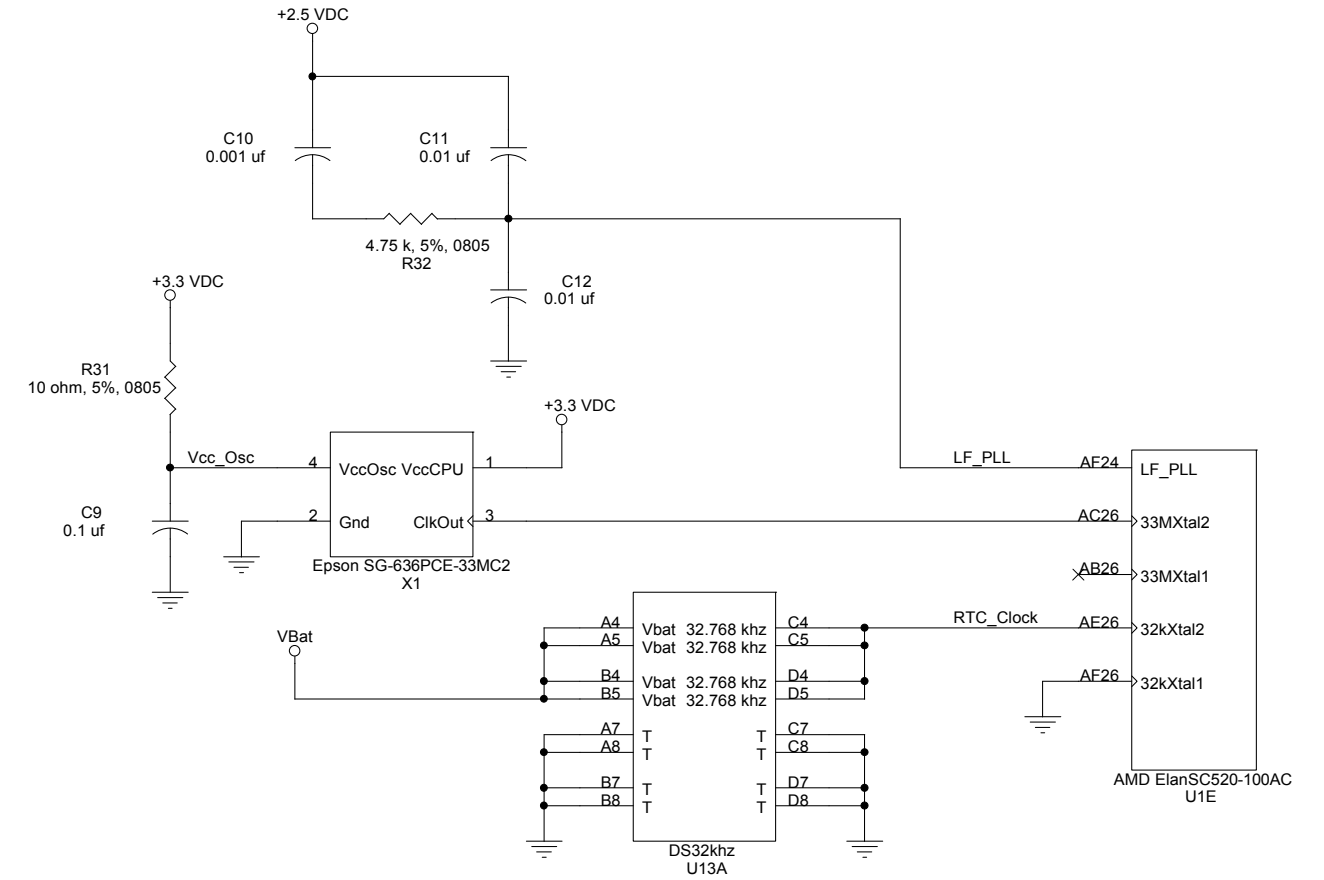 +2.5 VDC
C10
0.001 uf
C11
0.01 uf
4.75 k, 5%, 0805
R32
C12
0.01 uf
+3.3 VDC
R31
10 ohm, 5%, 0805
+3.3 VDC
Vcc_Osc
4
VccOsc VccCPU
1
C9
0.1 uf
2
Gnd
ClkOut
3
Epson SG-636PCE-33MC2
X1
LF_PLL
AF24
LF_PLL
AC26
33MXtal2
AB26
33MXtal1
RTC_Clock
AE26
32kXtal2
AF26
32kXtal1
AMD ElanSC520-100AC
U1E
VBat
A4 Vbat 32.768 khz C4
A5 Vbat 32.768 khz C5
B4 Vbat 32.768 khz D4
B5 Vbat 32.768 khz D5
A7 T T C7
A8 T T C8
B7 T T D7
B8 T T D8
DS32khz
U13A